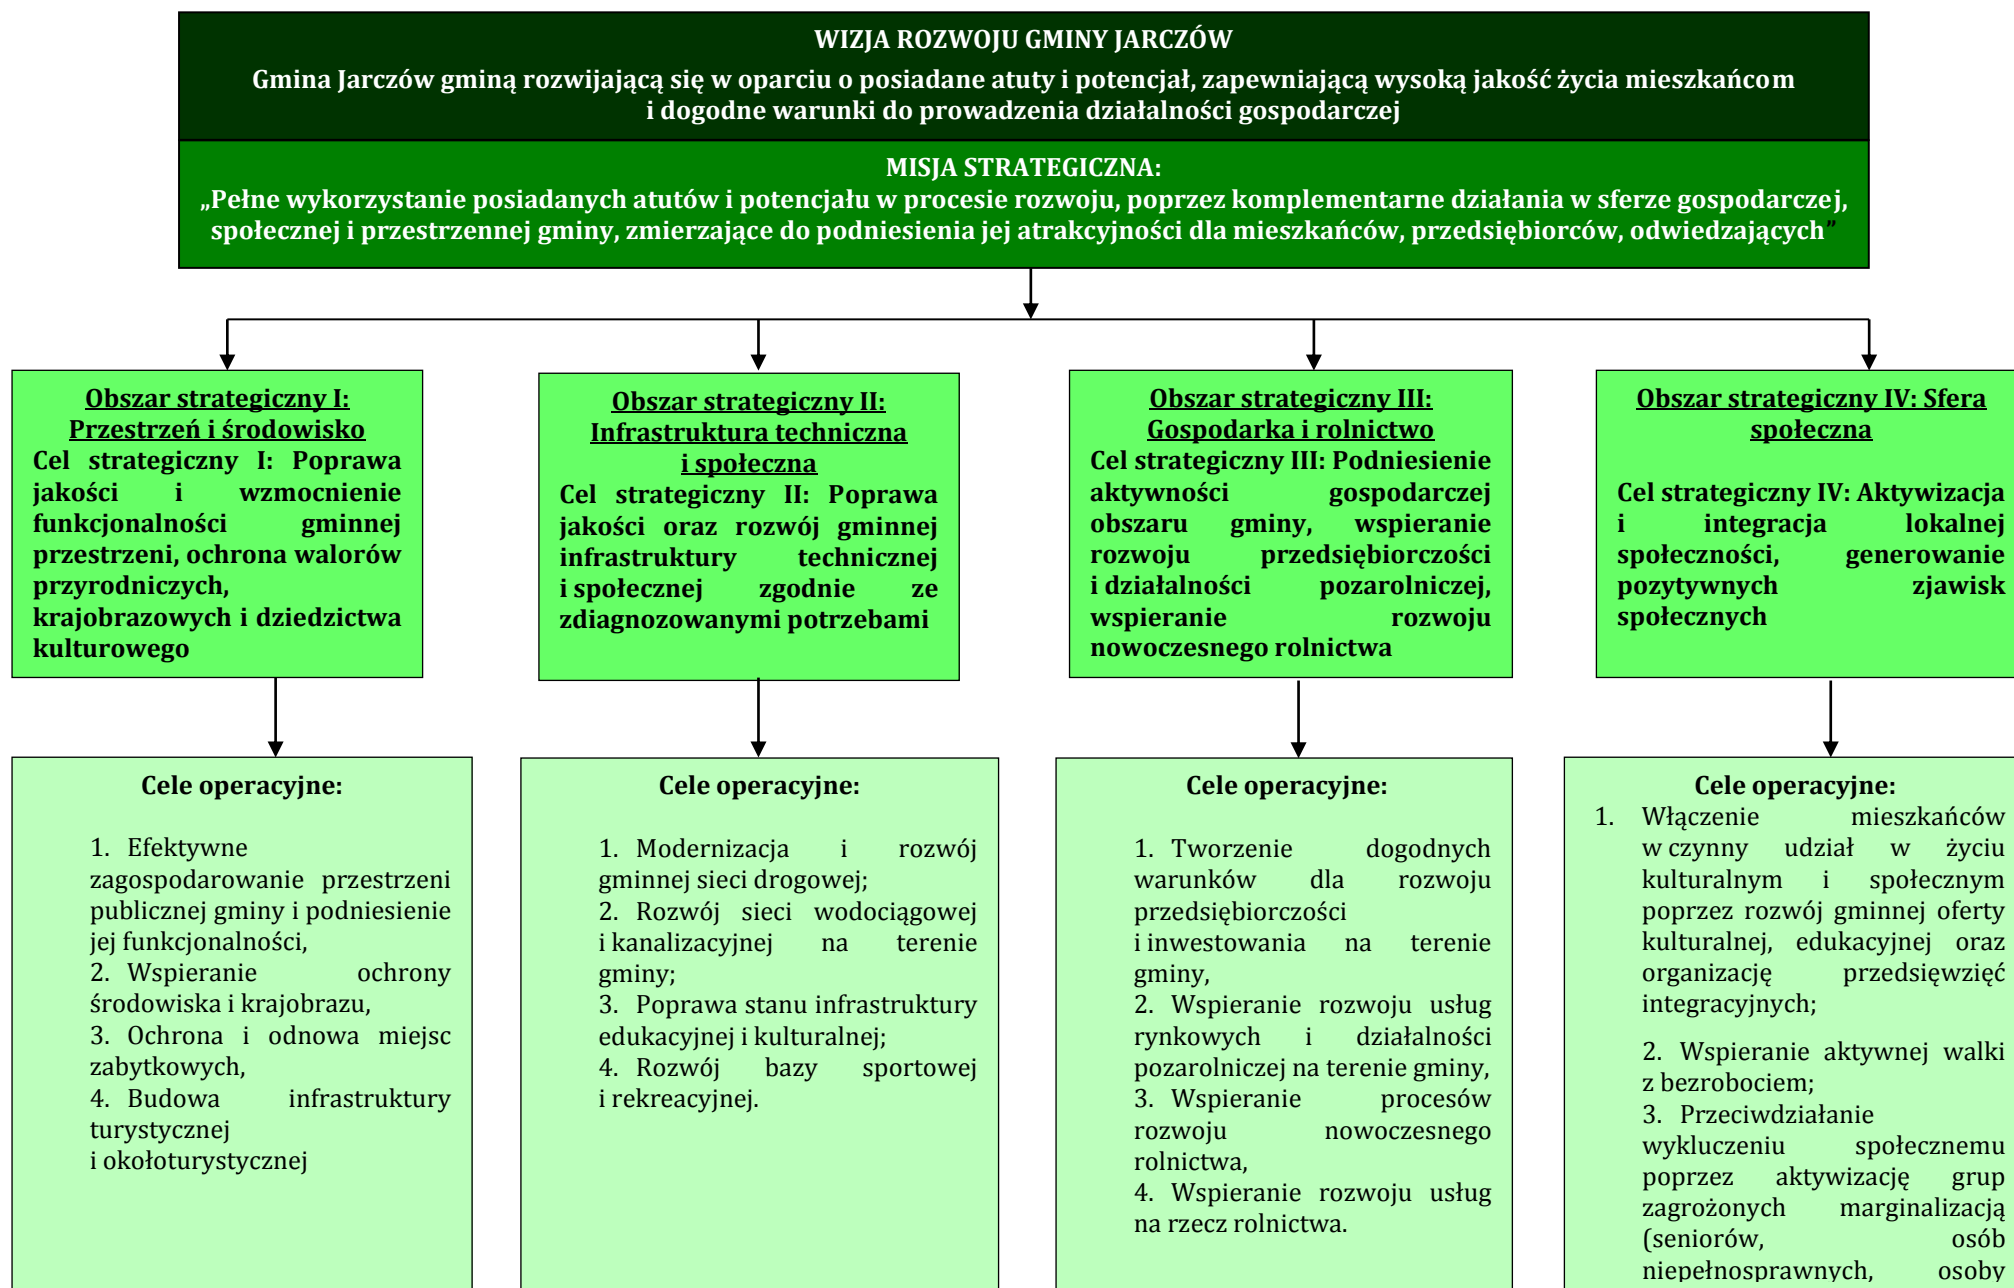 WIZJA ROZWOJU GMINY JARCZÓW
Gmina Jarczów gminą rozwijającą się w oparciu o posiadane atuty i potencjał, zapewniającą wysoką jakość życia mieszkańcom
i dogodne warunki do prowadzenia działalności gospodarczej
MISJA STRATEGICZNA:
„Pełne wykorzystanie posiadanych atutów i potencjału w procesie rozwoju, poprzez komplementarne działania w sferze gospodarczej,
społecznej i przestrzennej gminy, zmierzające do podniesienia jej atrakcyjności dla mieszkańców, przedsiębiorców, odwiedzających”
Obszar strategiczny I:
Przestrzeń i środowisko
Cel strategiczny I: Poprawa
jakości i wzmocnienie
funkcjonalności gminnej
przestrzeni, ochrona walorów
przyrodniczych,
krajobrazowych i dziedzictwa
kulturowego
Obszar strategiczny II:
Infrastruktura techniczna
i społeczna
Cel strategiczny II: Poprawa
jakości oraz rozwój gminnej
infrastruktury technicznej
i społecznej zgodnie ze
zdiagnozowanymi potrzebami
Obszar strategiczny III:
Gospodarka i rolnictwo
Cel strategiczny III: Podniesienie
aktywności gospodarczej
obszaru gminy, wspieranie
rozwoju przedsiębiorczości
i działalności pozarolniczej,
wspieranie rozwoju
nowoczesnego rolnictwa
Obszar strategiczny IV: Sfera
społeczna
Cel strategiczny IV: Aktywizacja
i integracja lokalnej
społeczności, generowanie
pozytywnych zjawisk
społecznych
Cele operacyjne:
1. Efektywne
zagospodarowanie przestrzeni
publicznej gminy i podniesienie
jej funkcjonalności,
2. Wspieranie ochrony
środowiska i krajobrazu,
3. Ochrona i odnowa miejsc
zabytkowych,
4. Budowa infrastruktury
turystycznej
i okołoturystycznej
Cele operacyjne:
1. Modernizacja i rozwój
gminnej sieci drogowej;
2. Rozwój sieci wodociągowej
i kanalizacyjnej na terenie
gminy;
3. Poprawa stanu infrastruktury
edukacyjnej i kulturalnej;
4. Rozwój bazy sportowej
i rekreacyjnej.
Cele operacyjne:
1. Tworzenie dogodnych
warunków dla rozwoju
przedsiębiorczości
i inwestowania na terenie
gminy,
2. Wspieranie rozwoju usług
rynkowych i działalności
pozarolniczej na terenie gminy,
3. Wspieranie procesów
rozwoju nowoczesnego
rolnictwa,
4. Wspieranie rozwoju usług
na rzecz rolnictwa.
Cele operacyjne:
1. Włączenie mieszkańców
w czynny udział w życiu
kulturalnym i społecznym
poprzez rozwój gminnej oferty
kulturalnej, edukacyjnej oraz
organizację przedsięwzięć
integracyjnych;
2. Wspieranie aktywnej walki
z bezrobociem;
3. Przeciwdziałanie
wykluczeniu społecznemu
poprzez aktywizację grup
zagrożonych marginalizacją
(seniorów, osób
niepełnosprawnych, osoby